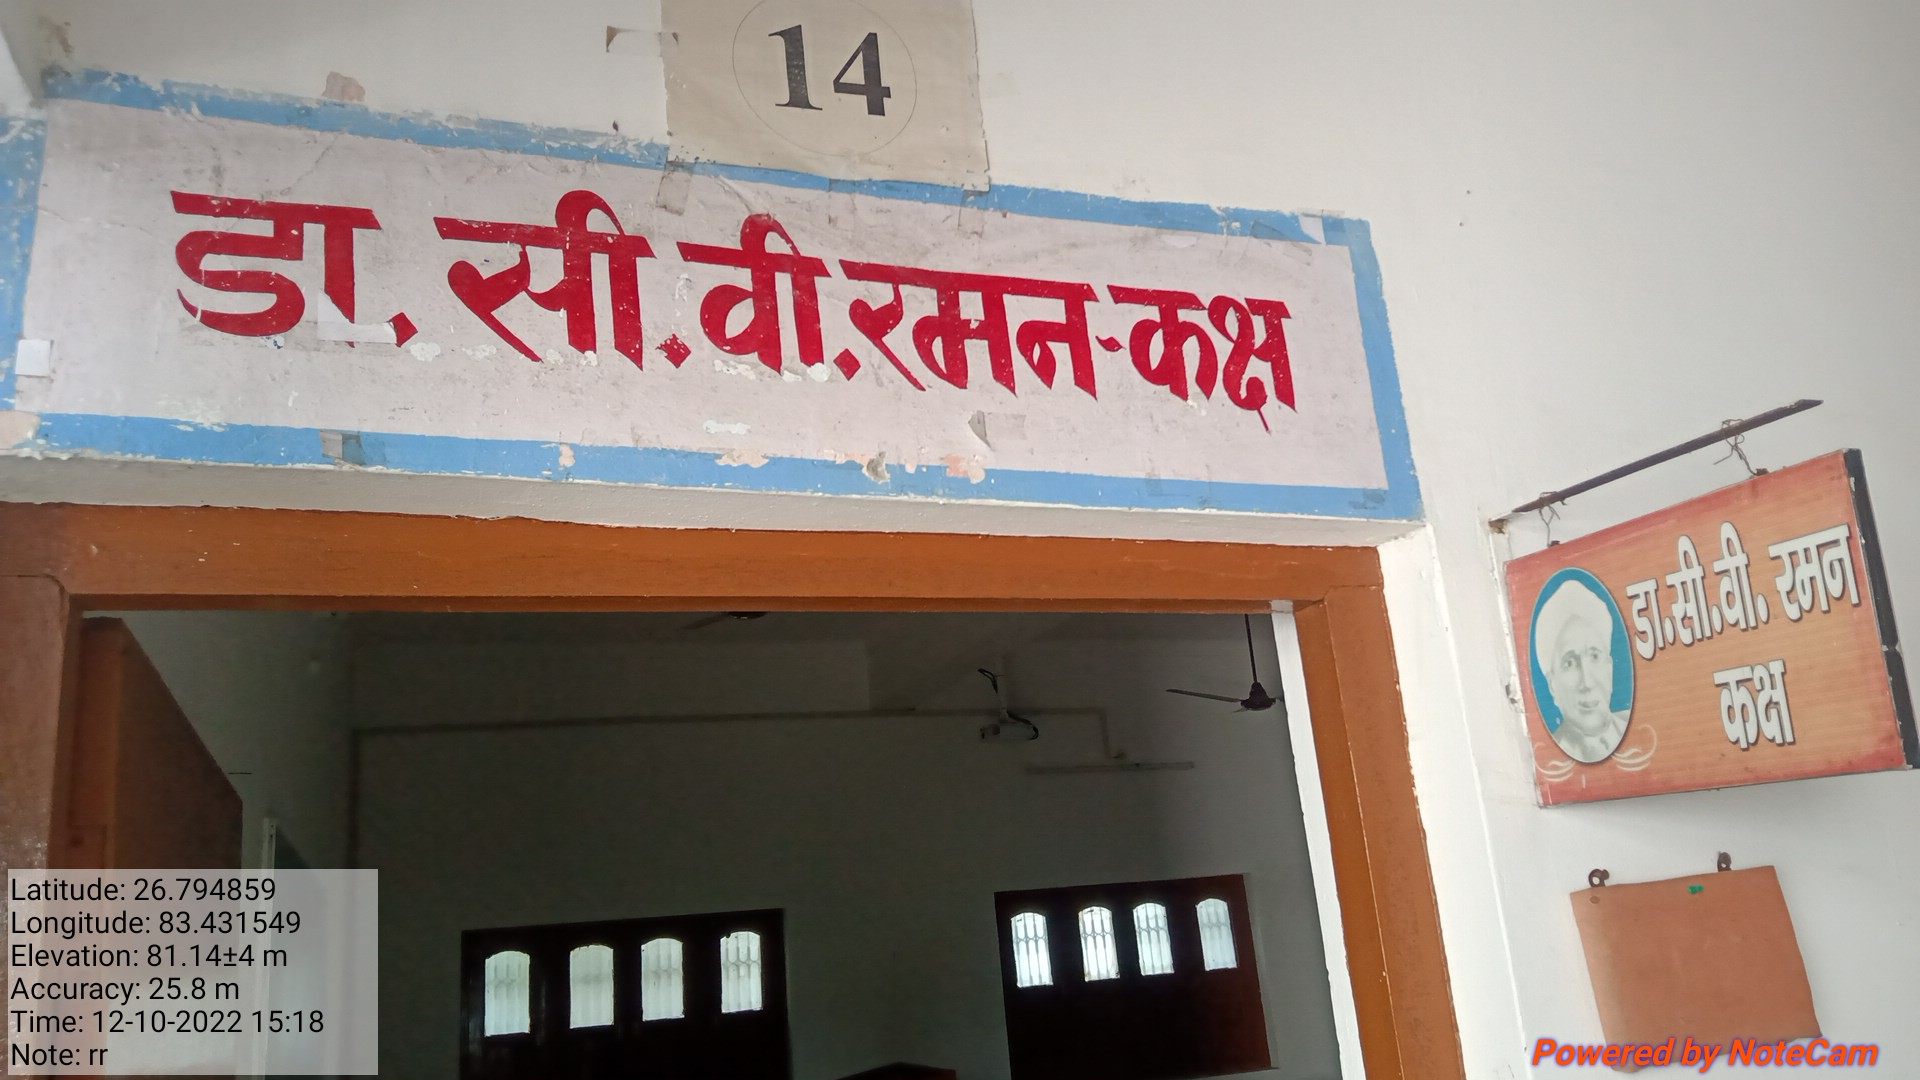 14
डा. सी.वी.रमन-कक्ष
डा.सी.वी. रमन
कक्ष
Latitude: 26.794859
Longitude: 83.431549
Elevation: 81.14±4 m
Accuracy: 25.8 m
Time: 12-10-2022 15:18
Note: rr
Powered by NoteCam